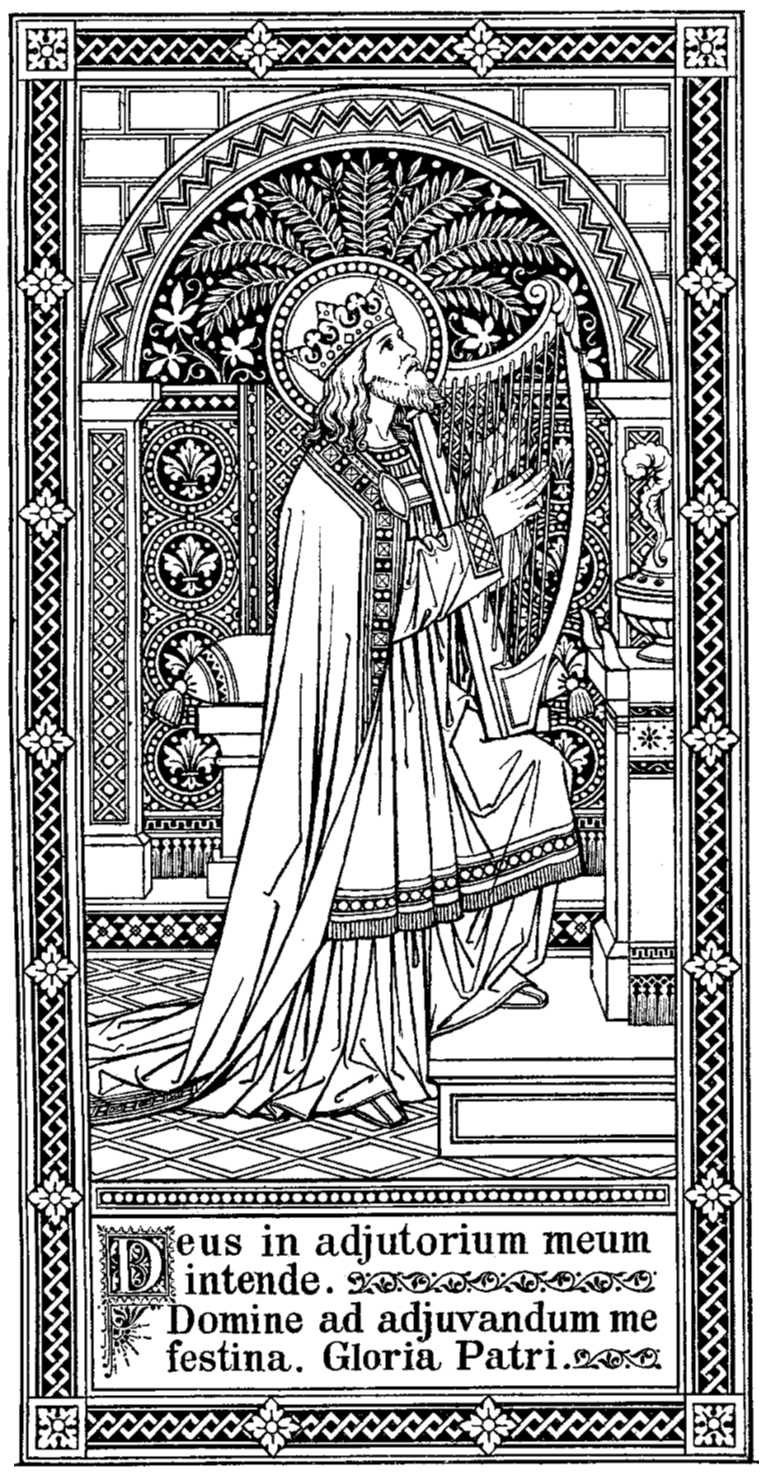 Deus in adjutorium meum
intende.
Domine ad adjuvandum me
festina. Gloria Patri.